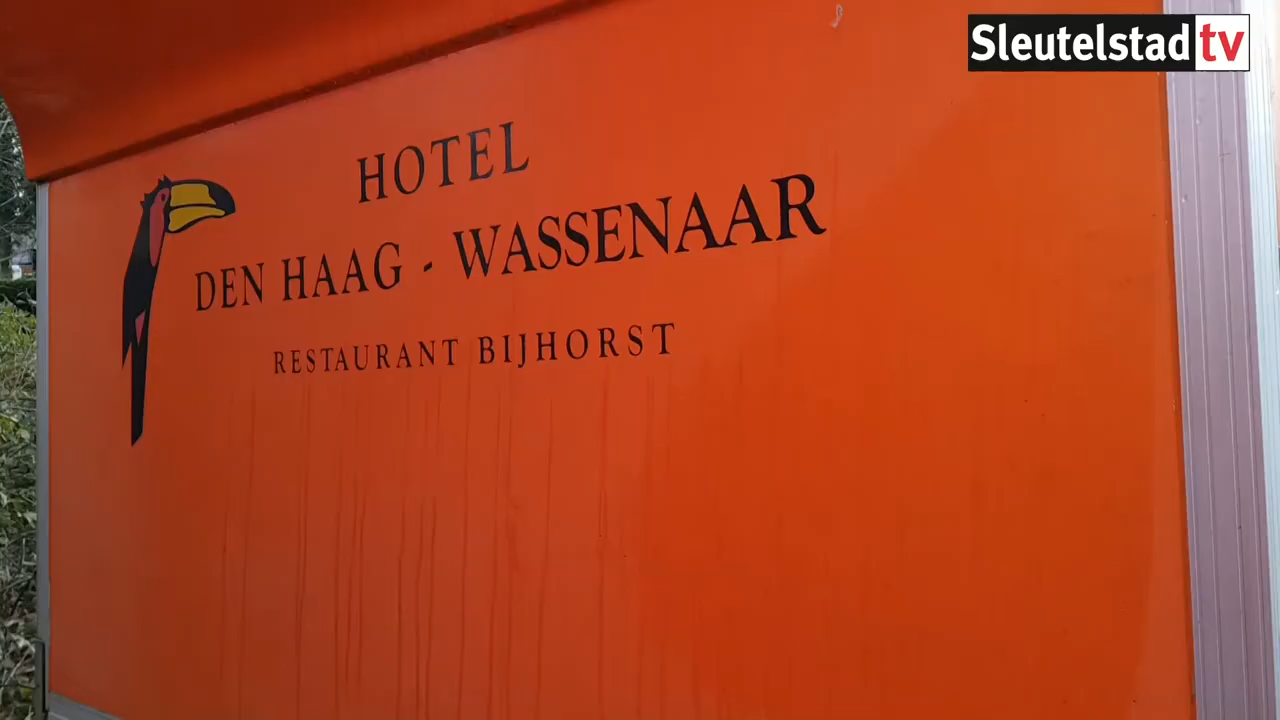 Sleutelstad tv
HOTEL
DEN HAAG - WASSENAAR
RESTAURANT BIJHORST